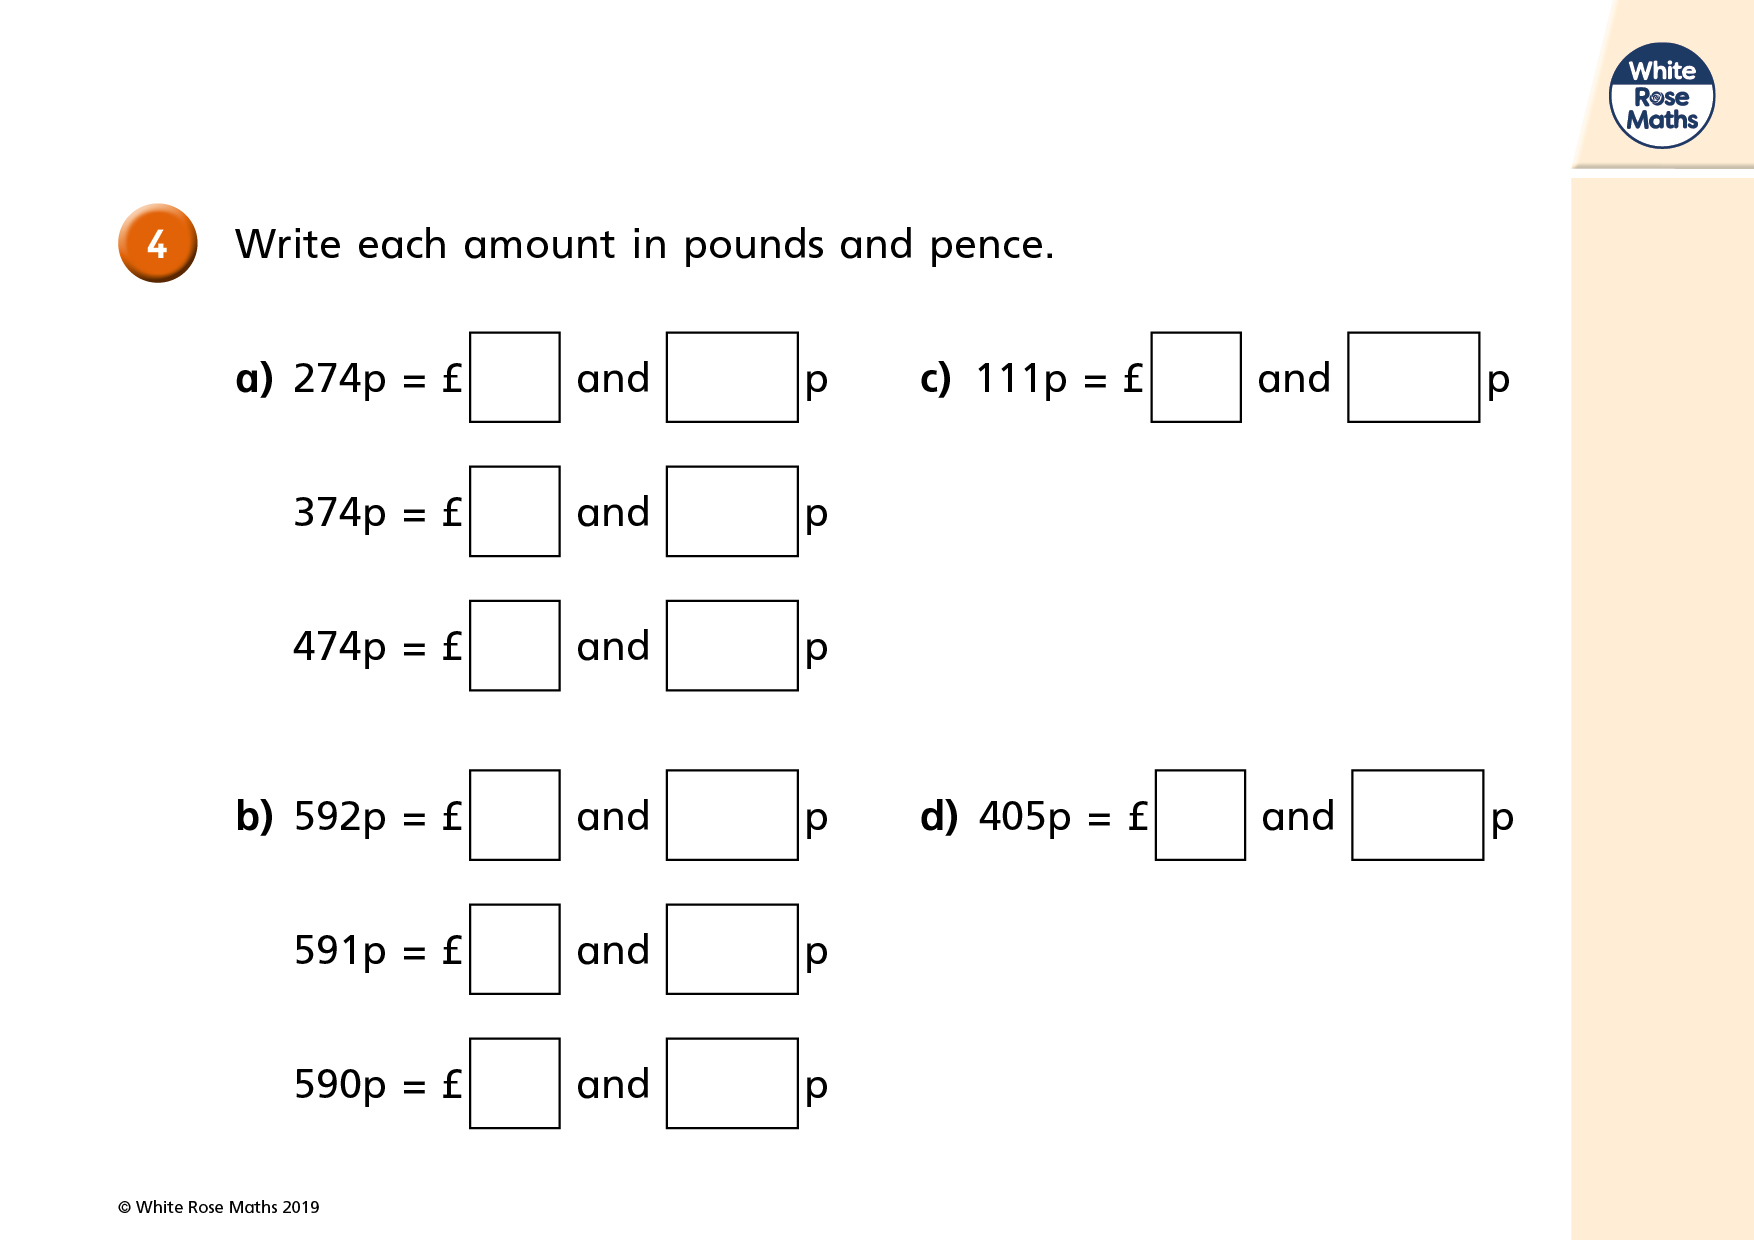 White
Rose
Maths
4 Write each amount in pounds and pence.
a) 274p = £ and p
374p = £ and p
474p = £ and p
b) 592p = £ and p
591p = £ and p
590p = £ and p
c) 111p = £ and p
d) 405p = £ and p
© White Rose Maths 2019